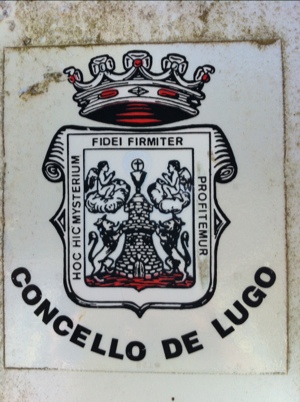 HOC HIC MYSTERIUM
FIDEI FIRMITER
PROFITEMUR
CONCELLO DE LUGO